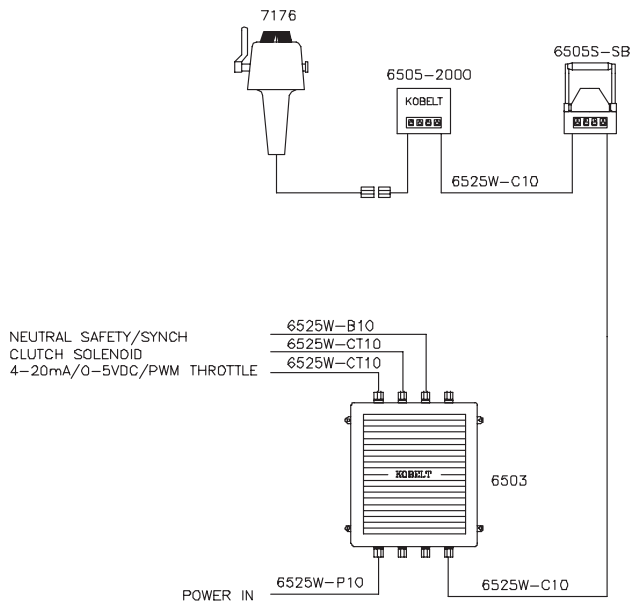 7176
6505-2000
6505S-SB
KOBELT
6525W-C10
6525W-B10
NEUTRAL SAFETY/SYNCH
6525W-CT10
CLUTCH SOLENOID
6525W-CT10
4-20mA/0-5VDC/PWM THROTTLE
KOBELT
6503
6525W-P10
6525W-C10
POWER IN